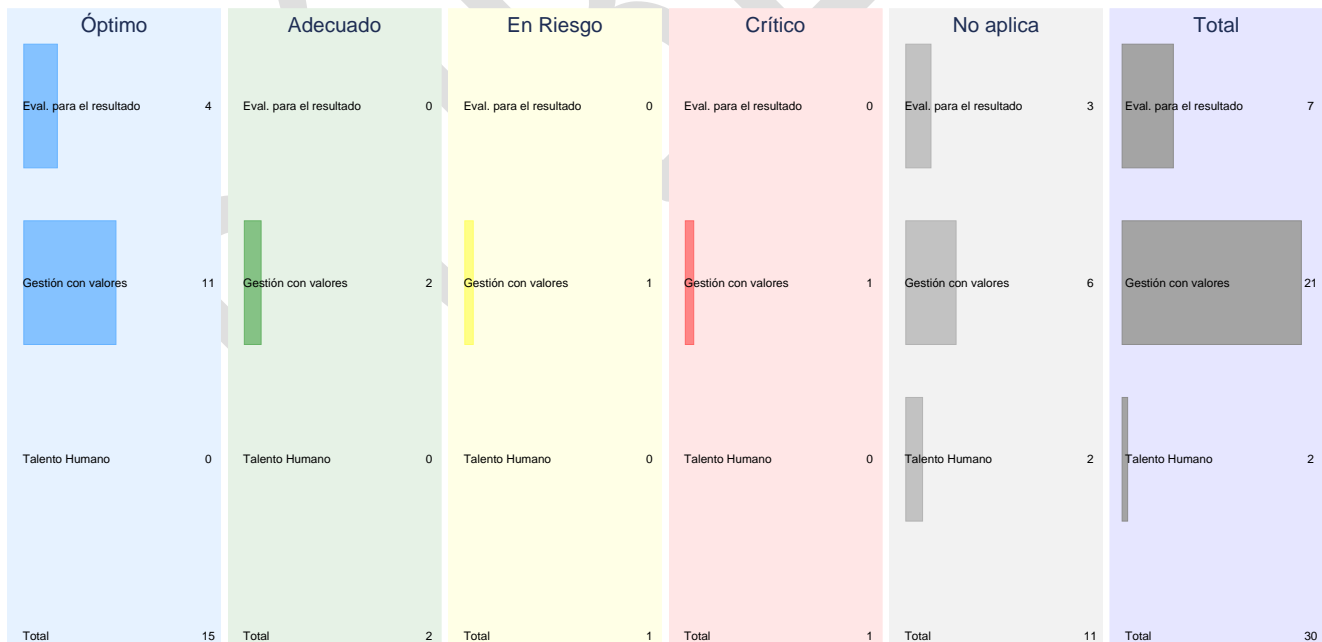 Óptimo Adecuado En Riesgo Crítico No aplica Total
Eval. para el resultado 4 Eval. para el resultado 0 Eval. para el resultado 0 Eval. para el resultado 0 Eval. para el resultado 3 Eval. para el resultado 7
Gestión con valores 11 Gestión con valores 2 Gestión con valores 1 Gestión con valores 1 Gestión con valores 6 Gestión con valores 21
Talento Humano 0 Talento Humano 0 Talento Humano 0 Talento Humano 0 Talento Humano 2 Talento Humano 2
Total 15 Total 2 Total 1 Total 1 Total 11 Total 30